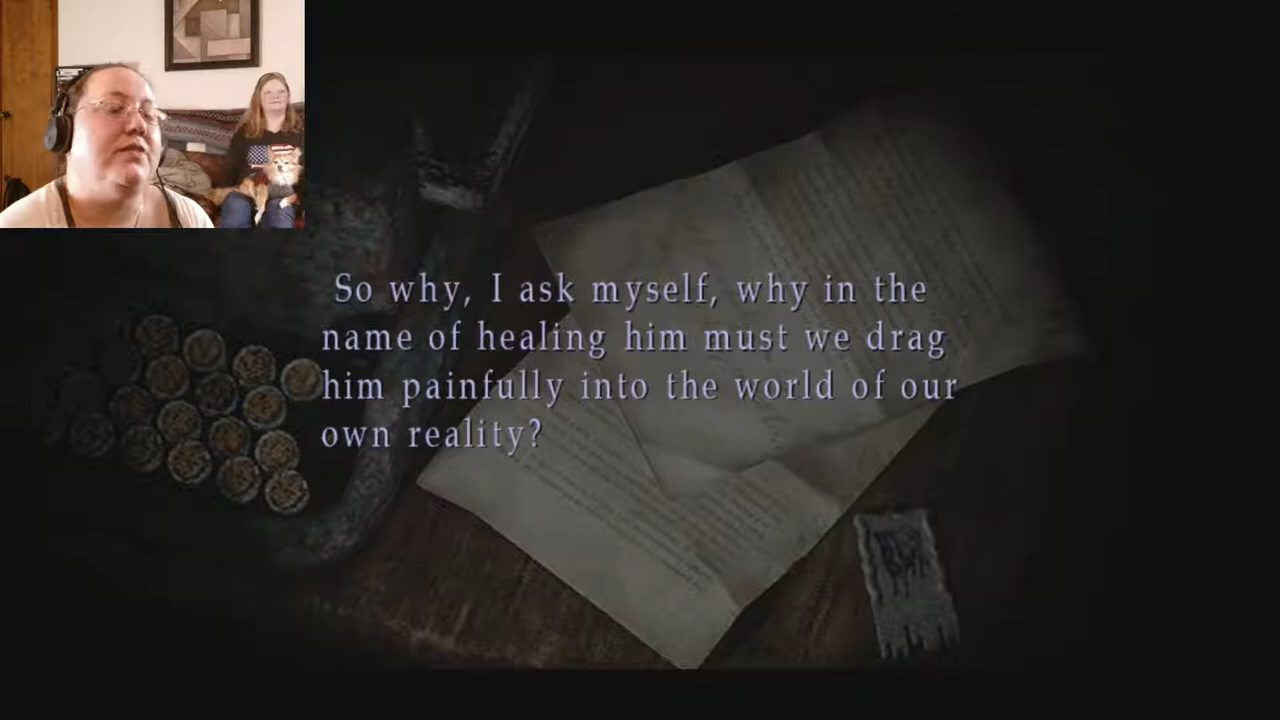 So why, I ask myself, why in the
name of healing him must we drag
him painfully into the world of our
own reality?